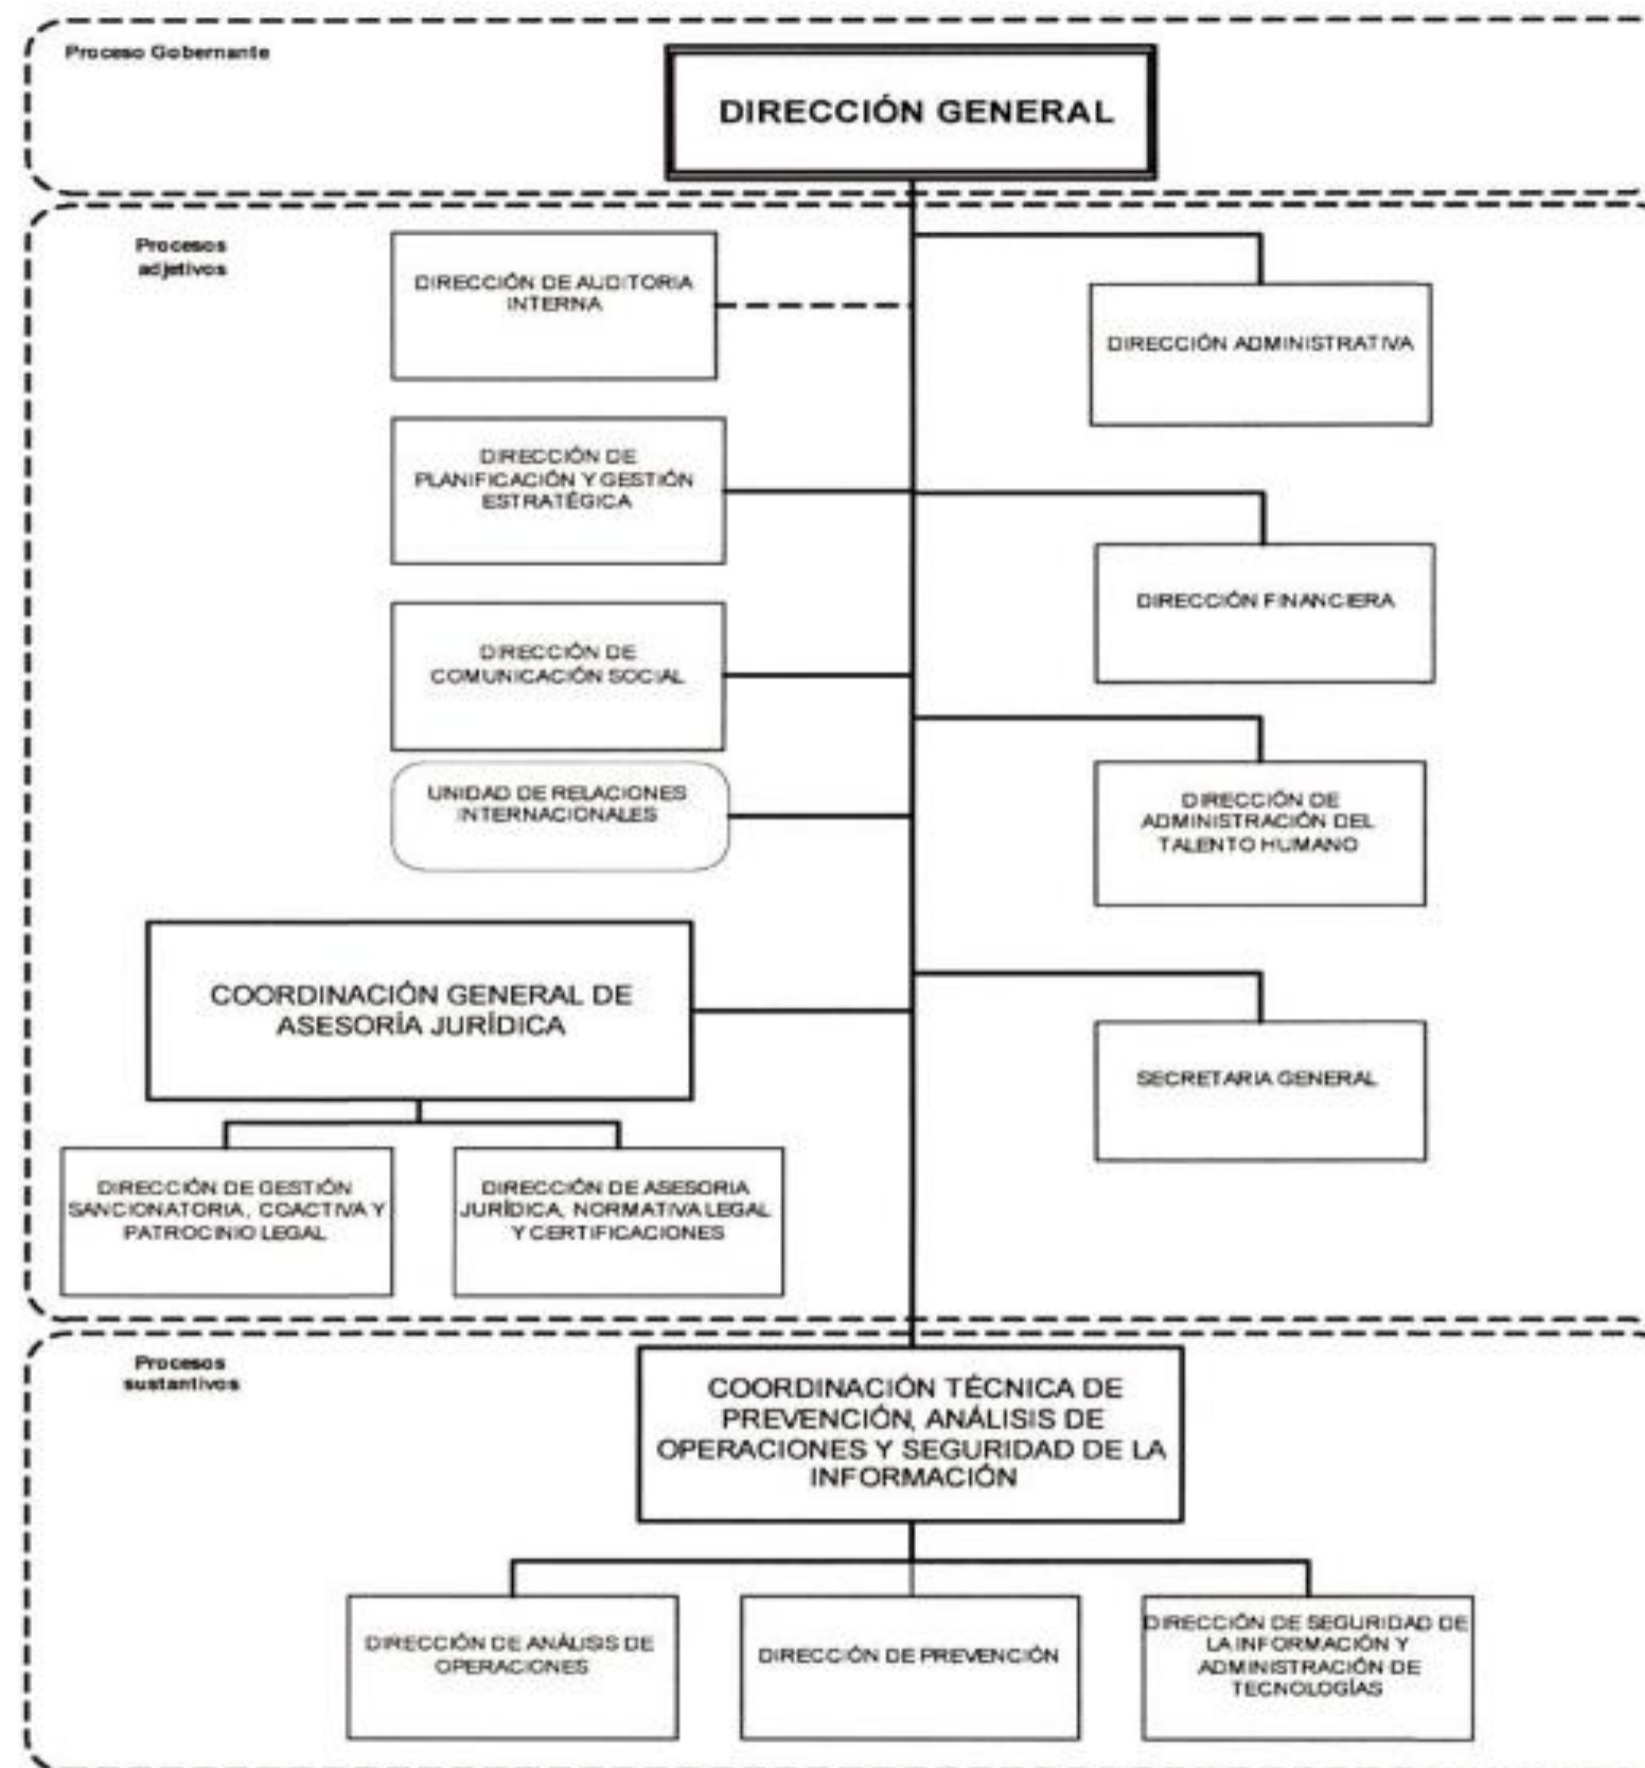 Proceso Gobernante
DIRECCIÓN GENERAL
Procesos
adjetivos
DIRECCIÓN DE AUDITORIA
INTERNA
DIRECCIÓN ADMINISTRATIVA
DIRECCIÓN DE
PLANIFICACIÓN Y GESTIÓN
ESTRATÉGICA
DIRECCIÓN FINANCIERA
DIRECCIÓN DE
COMUNICACIÓN SOCIAL
UNIDAD DE RELACIONES
INTERNACIONALES
DIRECCIÓN DE
ADMINISTRACIÓN DEL
TALENTO HUMANO
COORDINACIÓN GENERAL DE
ASESORÍA JURÍDICA
SECRETARIA GENERAL
DIRECCIÓN DE GESTIÓN
SANCIONATORIA, COACTIVA Y
PATROCINIO LEGAL
DIRECCIÓN DE ASESORIA
JURÍDICA, NORMATIVA LEGAL
Y CERTIFICACIONES
Procesos
sustantivos
COORDINACIÓN TÉCNICA DE
PREVENCIÓN, ANÁLISIS DE
OPERACIONES Y SEGURIDAD DE LA
INFORMACIÓN
DIRECCIÓN DE ANÁLISIS DE
OPERACIONES
DIRECCIÓN DE PREVENCIÓN
DIRECCIÓN DE SEGURIDAD DE
LA INFORMACIÓN Y
ADMINISTRACIÓN DE
TECNOLOGÍAS